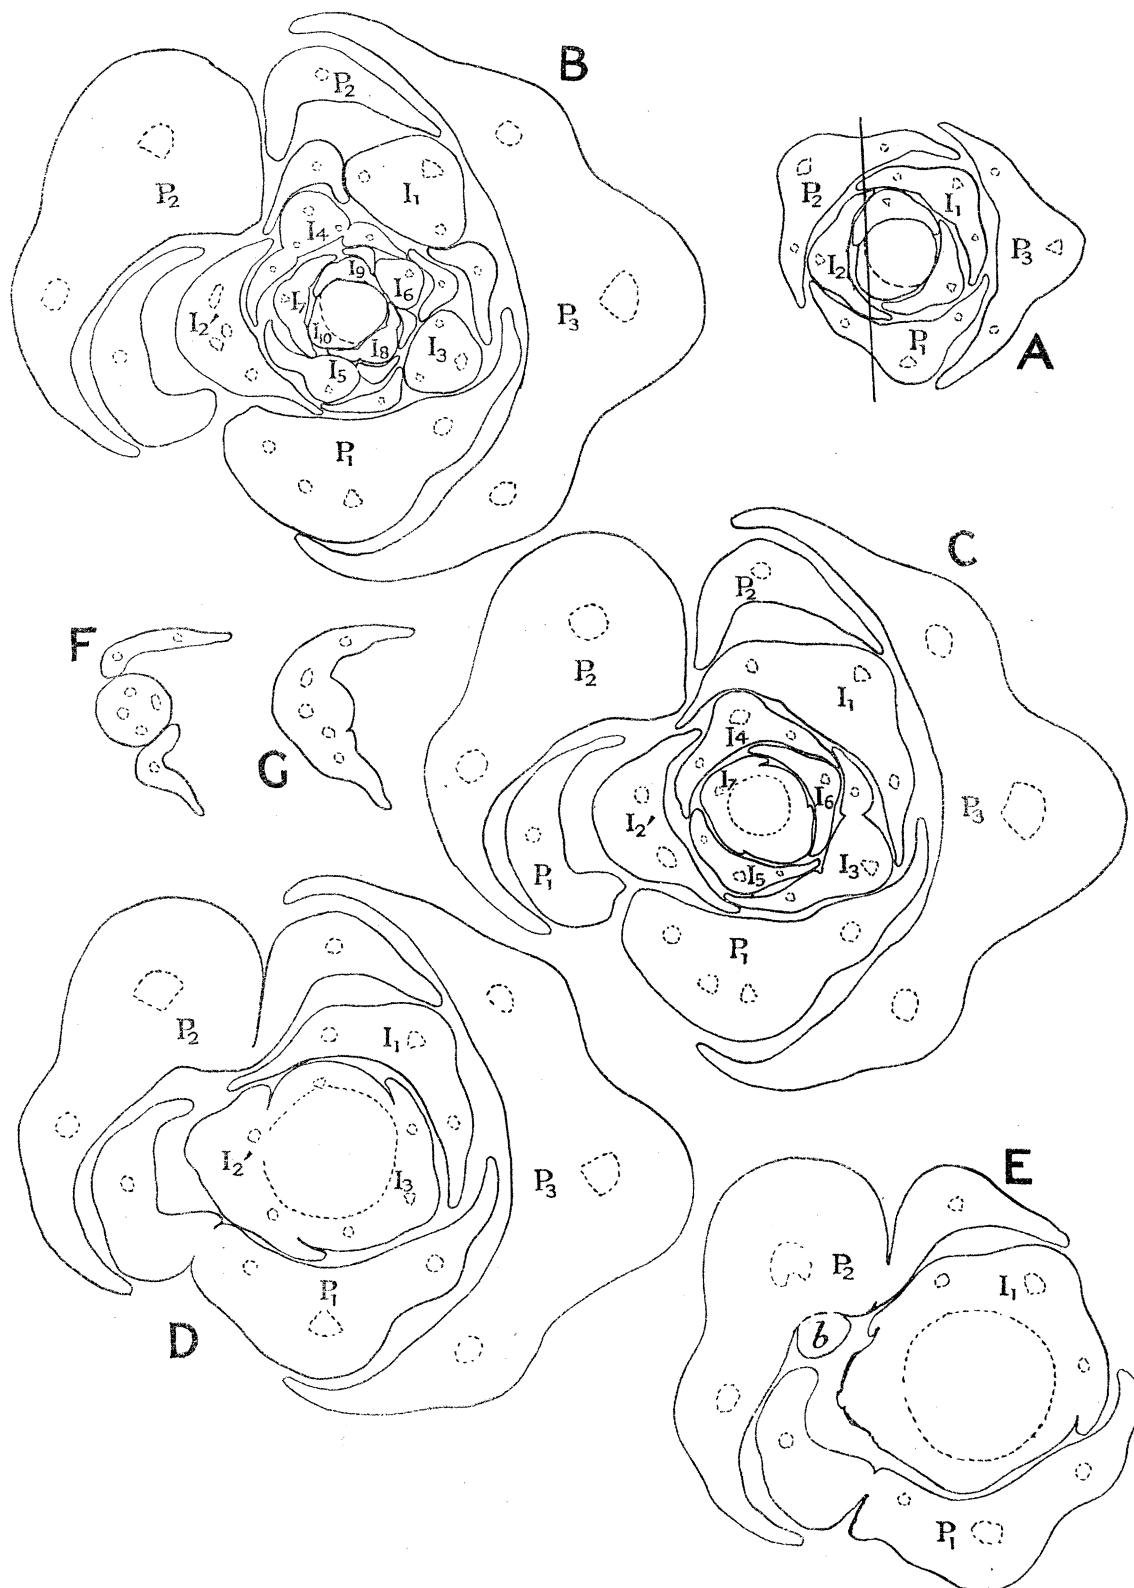 B
P₂
P₂
I₁
I₄
I₉
I₆
I₇
I₂'
I₁₀
I₈
I₃
I₅
P₃
P₁
P₂
I₁
I₂
P₃
P₁
A
C
P₂
P₂
I₁
I₄
I₇
I₆
I₂'
I₅
I₃
P₃
P₁
P₁
F
G
P₂
I₁
I₂'
I₃
P₃
P₁
D
E
P₂
I₁
b
P₁